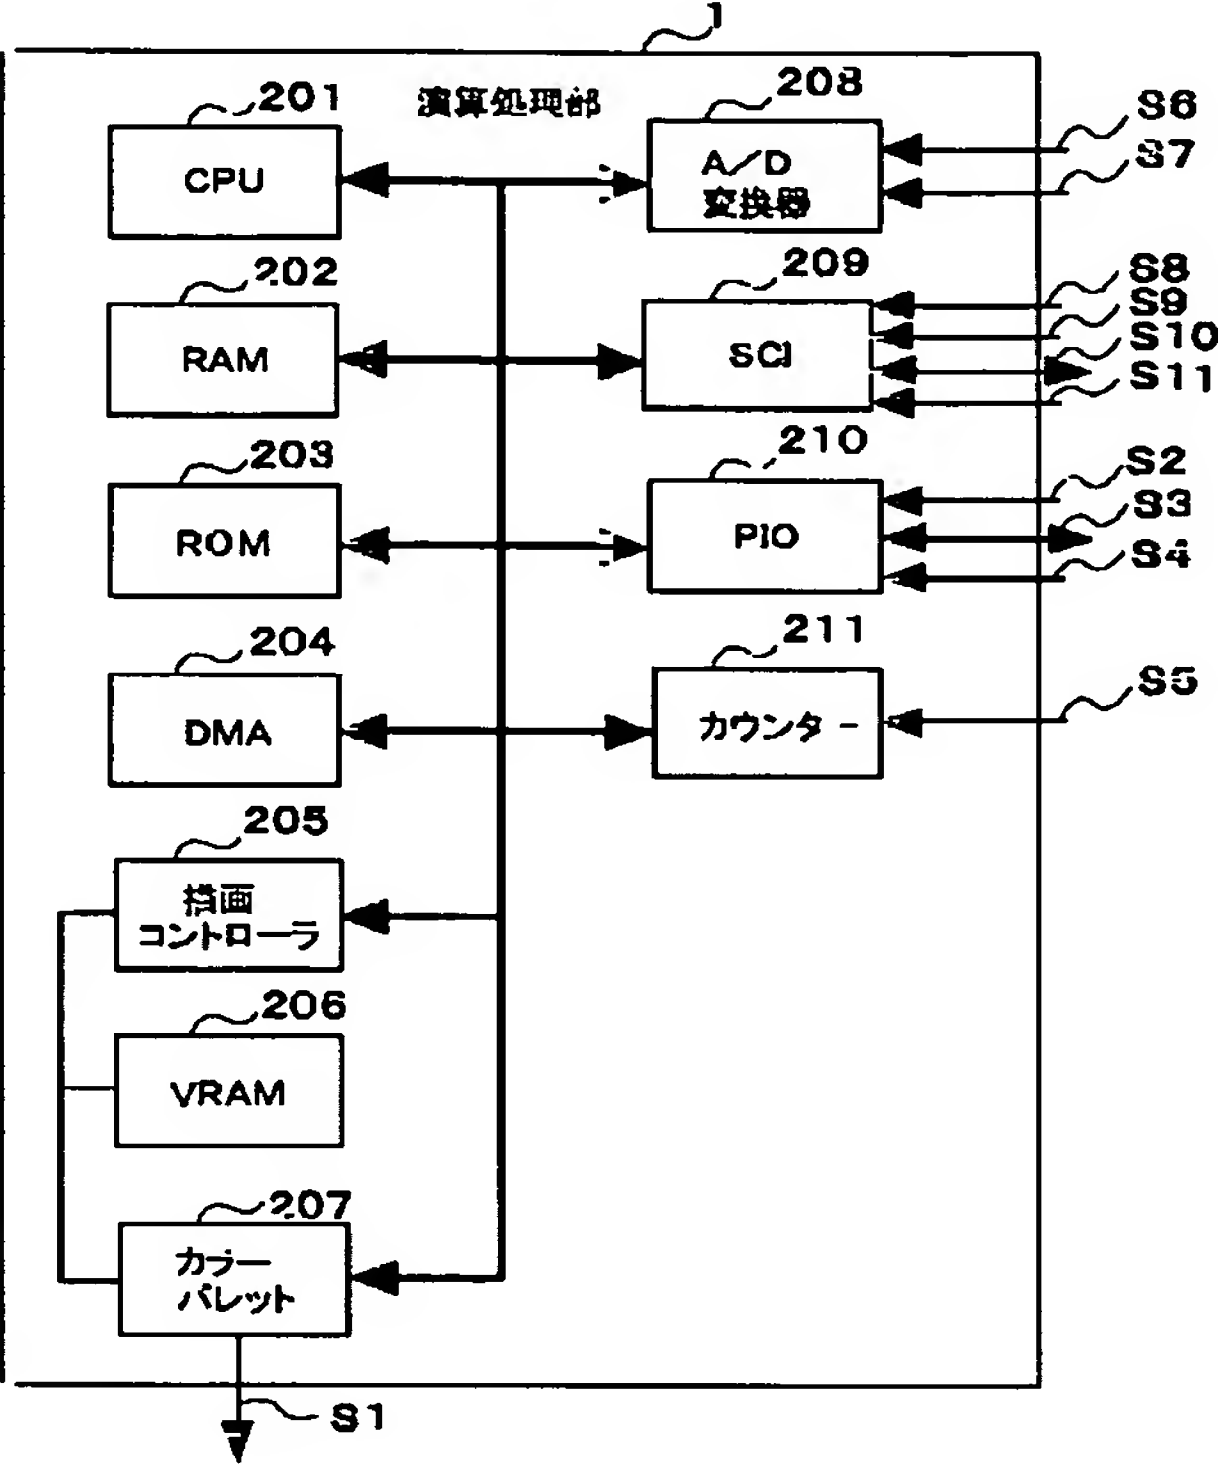 1
演算処理部
201
CPU
202
RAM
203
ROM
204
DMA
205
描画
コントローラ
206
VRAM
207
カラー
パレット
S1
208
A/D
変換器
S6
S7
209
SCI
S8
S9
S10
S11
210
PIO
S2
S3
S4
211
カウンター
S5